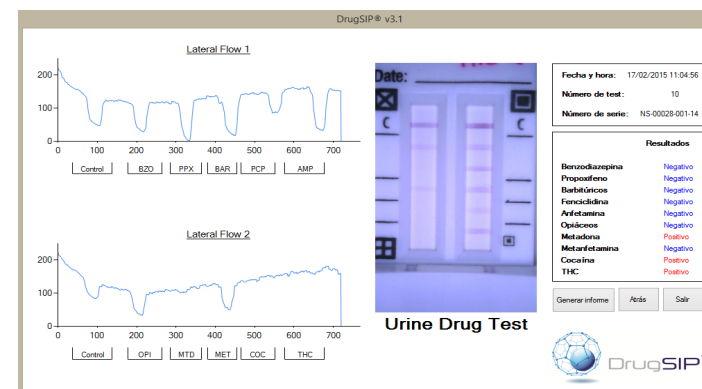 DrugSIP® v3.1
Lateral Flow 1
200
100
0
0 100 200 300 400 500 600 700
Control BZO PPX BAR PCP AMP
Lateral Flow 2
200
100
0
0 100 200 300 400 500 600 700
Control OPI MTD MET COC THC
Date:
C C
Urine Drug Test
Fecha y hora: 17/02/2015 11:04:56
Número de test: 10
Número de serie: NS-00028-001-14
Resultados
Benzodiazepina Negativo
Propoxifeno Negativo
Barbitúricos Negativo
Fenciclidina Negativo
Anfetamina Negativo
Opiáceos Negativo
Metadona Positivo
Metanfetamina Negativo
Cocaína Positivo
THC Positivo
Generar informe Atrás Salir
DrugSIP